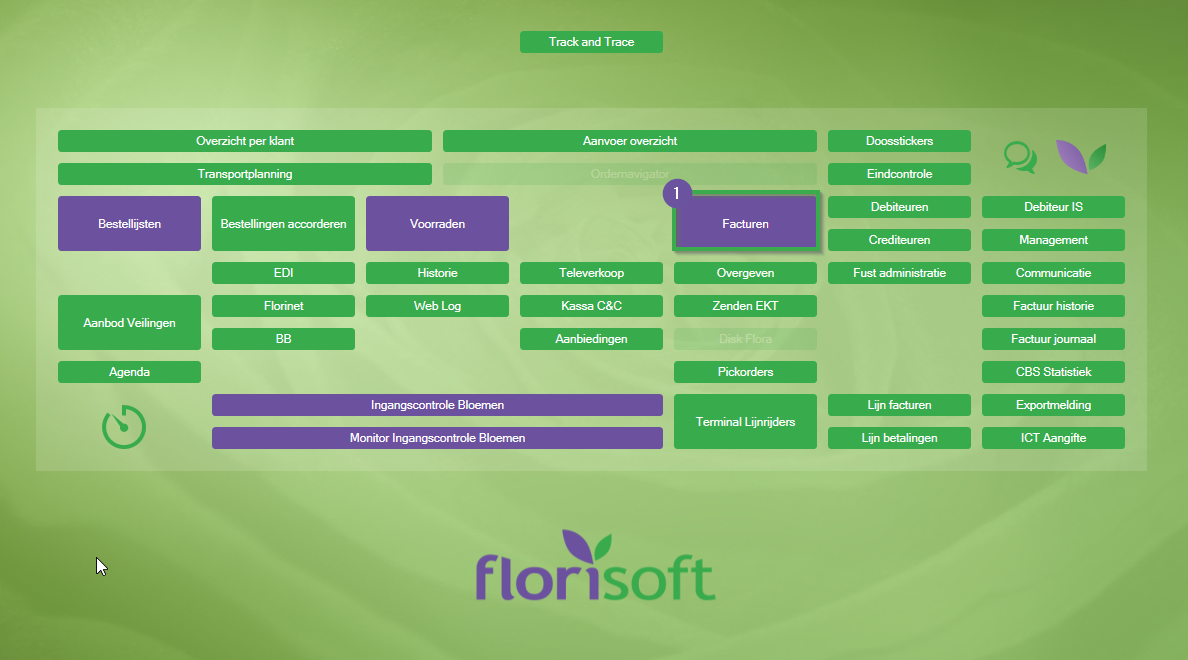 Track and Trace
Overzicht per klant
Aanvoer overzicht
Doosstickers
Transportplanning
Ordernavigator
Eindcontrole
1
Bestellijsten
Bestellingen accorderen
Voorraden
Facturen
Debiteuren
Debiteur IS
Crediteuren
Management
EDI
Historie
Televerkoop
Overgeven
Fust administratie
Communicatie
Aanbod Veilingen
Florinet
Web Log
Kassa C&C
Zenden EKT
Factuur historie
BB
Aanbiedingen
Disk Flora
Factuur journaal
Agenda
Pickorders
CBS Statistiek
Ingangscontrole Bloemen
Terminal Lijnrijders
Lijn facturen
Exportmelding
Monitor Ingangscontrole Bloemen
Lijn betalingen
ICT Aangifte
florisoft